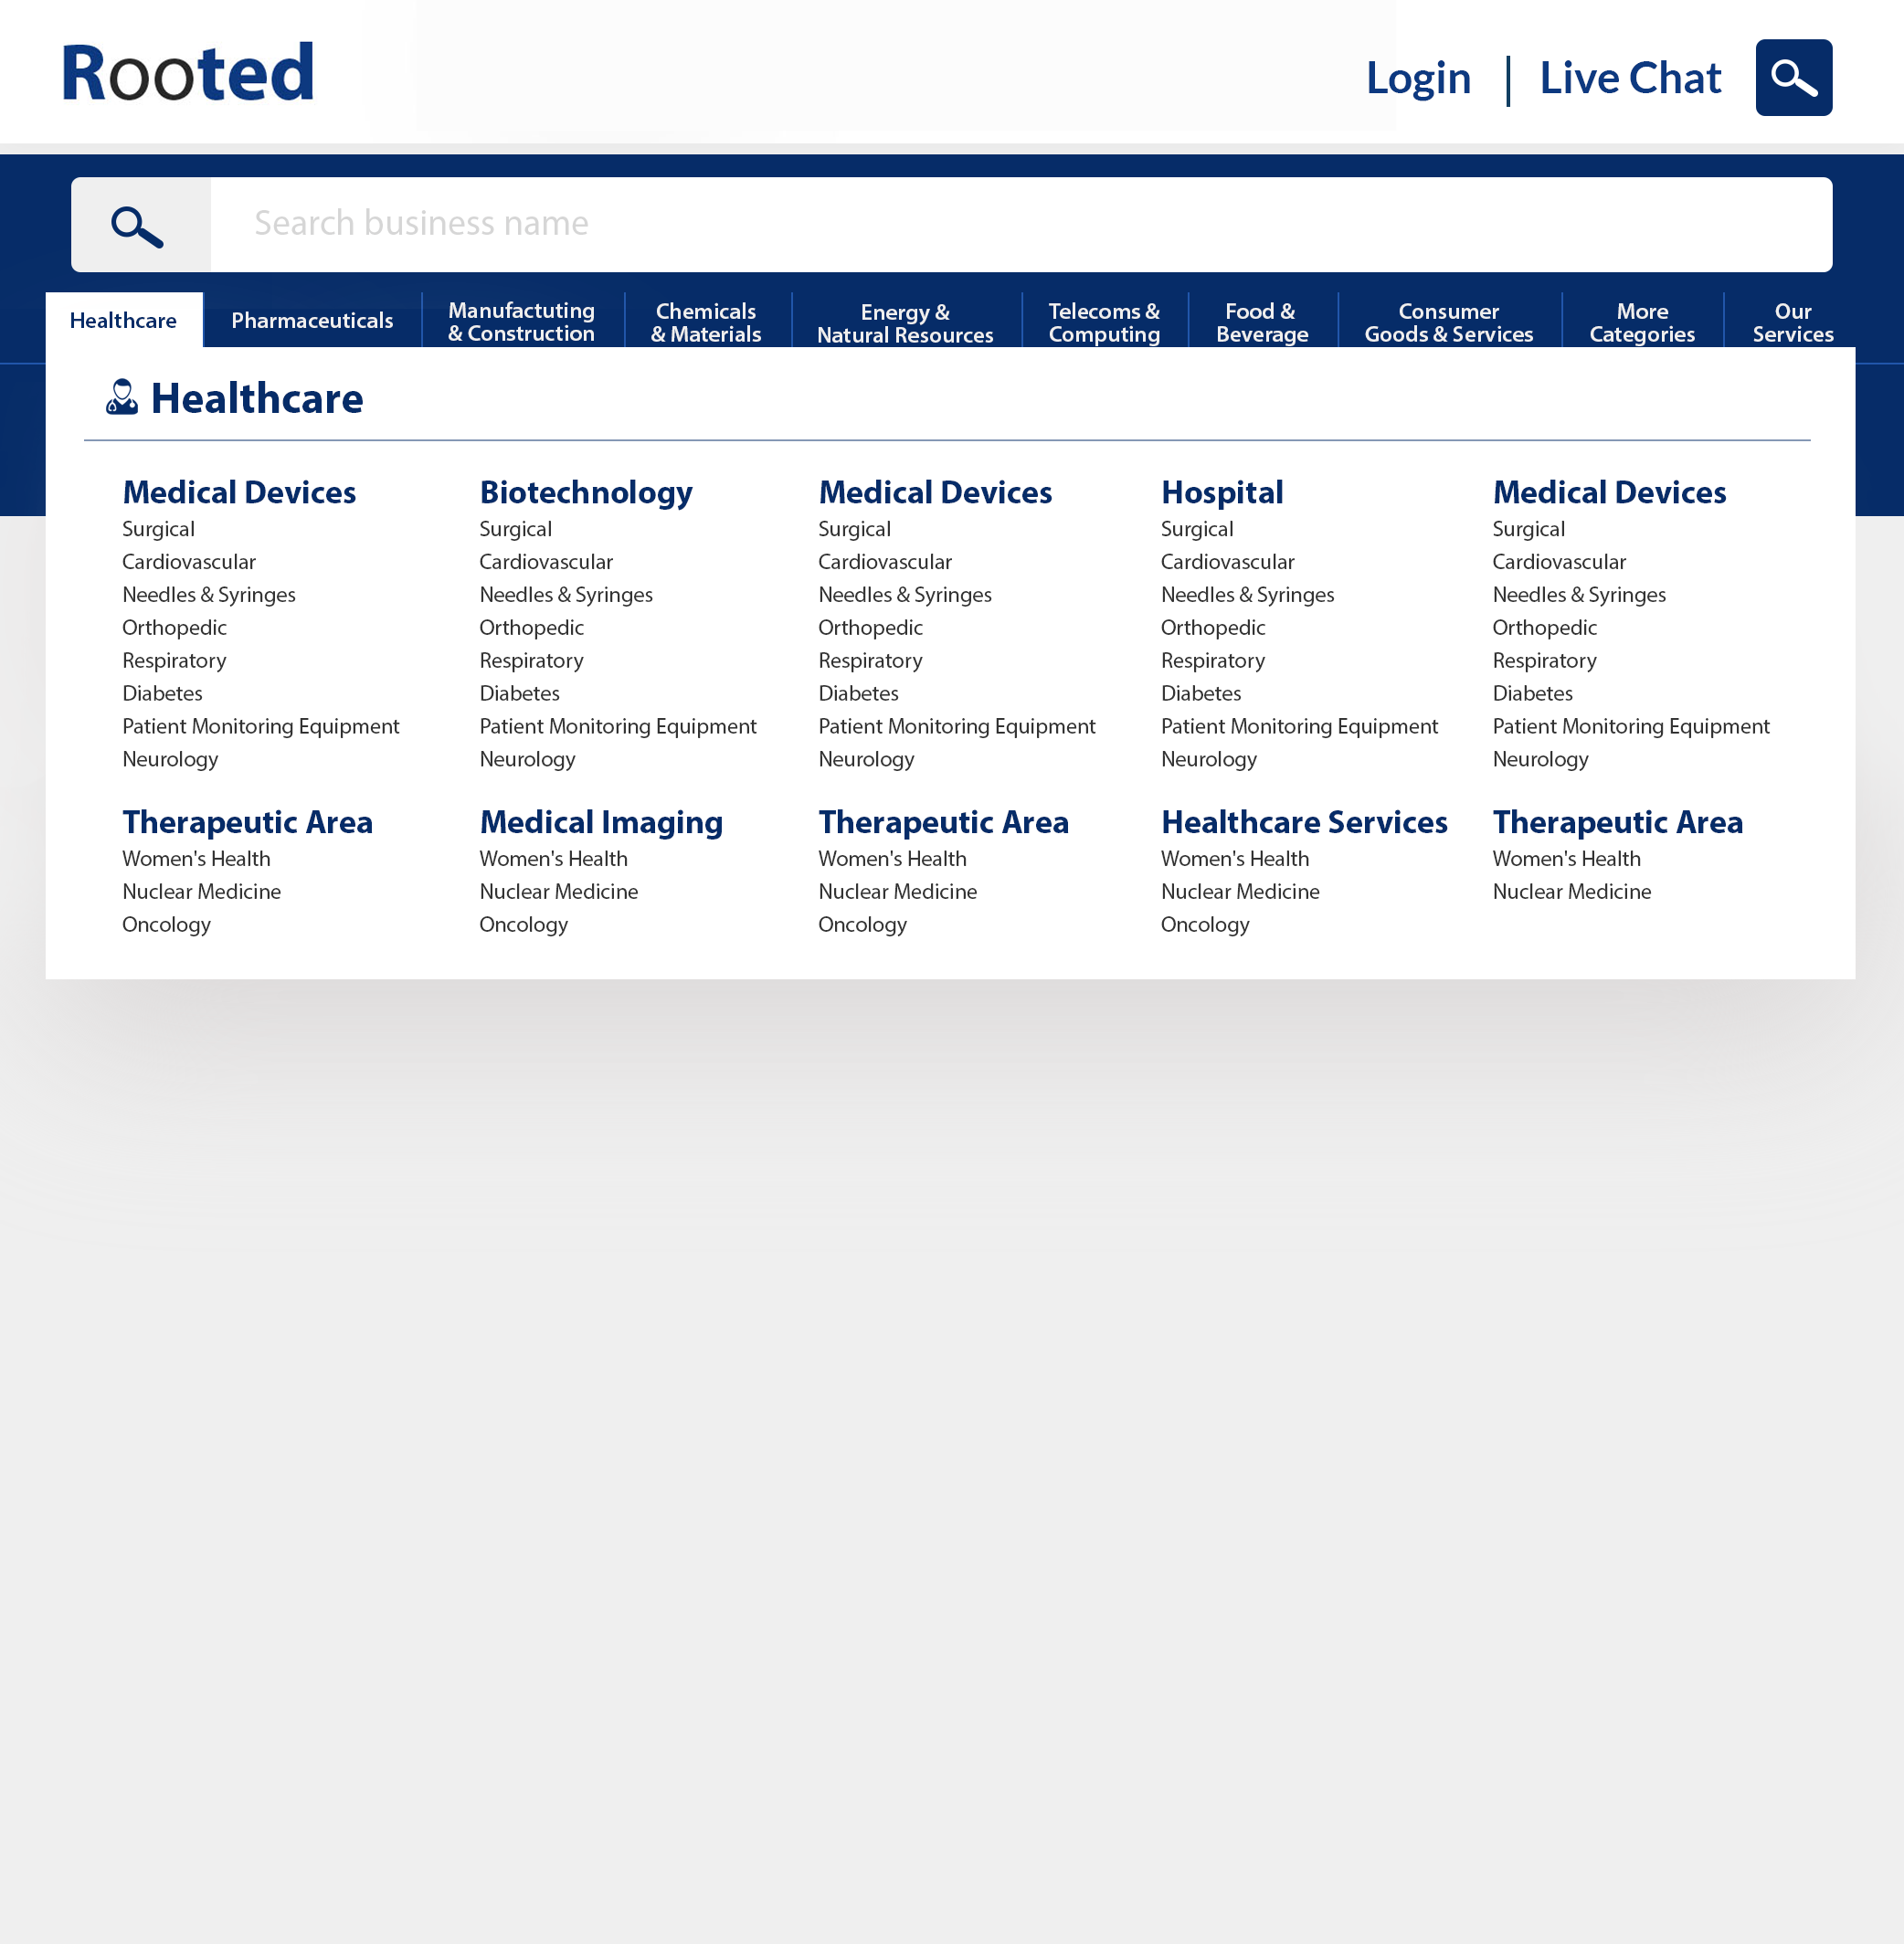 Rooted
Login | Live Chat
Search business name
Healthcare
Pharmaceuticals
Manufactuting
& Construction
Chemicals
& Materials
Energy &
Natural Resources
Telecoms &
Computing
Food &
Beverage
Consumer
Goods & Services
More
Categories
Our
Services
Healthcare
Medical Devices
Surgical
Cardiovascular
Needles & Syringes
Orthopedic
Respiratory
Diabetes
Patient Monitoring Equipment
Neurology
Therapeutic Area
Women's Health
Nuclear Medicine
Oncology
Biotechnology
Surgical
Cardiovascular
Needles & Syringes
Orthopedic
Respiratory
Diabetes
Patient Monitoring Equipment
Neurology
Medical Imaging
Women's Health
Nuclear Medicine
Oncology
Medical Devices
Surgical
Cardiovascular
Needles & Syringes
Orthopedic
Respiratory
Diabetes
Patient Monitoring Equipment
Neurology
Therapeutic Area
Women's Health
Nuclear Medicine
Oncology
Hospital
Surgical
Cardiovascular
Needles & Syringes
Orthopedic
Respiratory
Diabetes
Patient Monitoring Equipment
Neurology
Healthcare Services
Women's Health
Nuclear Medicine
Oncology
Medical Devices
Surgical
Cardiovascular
Needles & Syringes
Orthopedic
Respiratory
Diabetes
Patient Monitoring Equipment
Neurology
Therapeutic Area
Women's Health
Nuclear Medicine